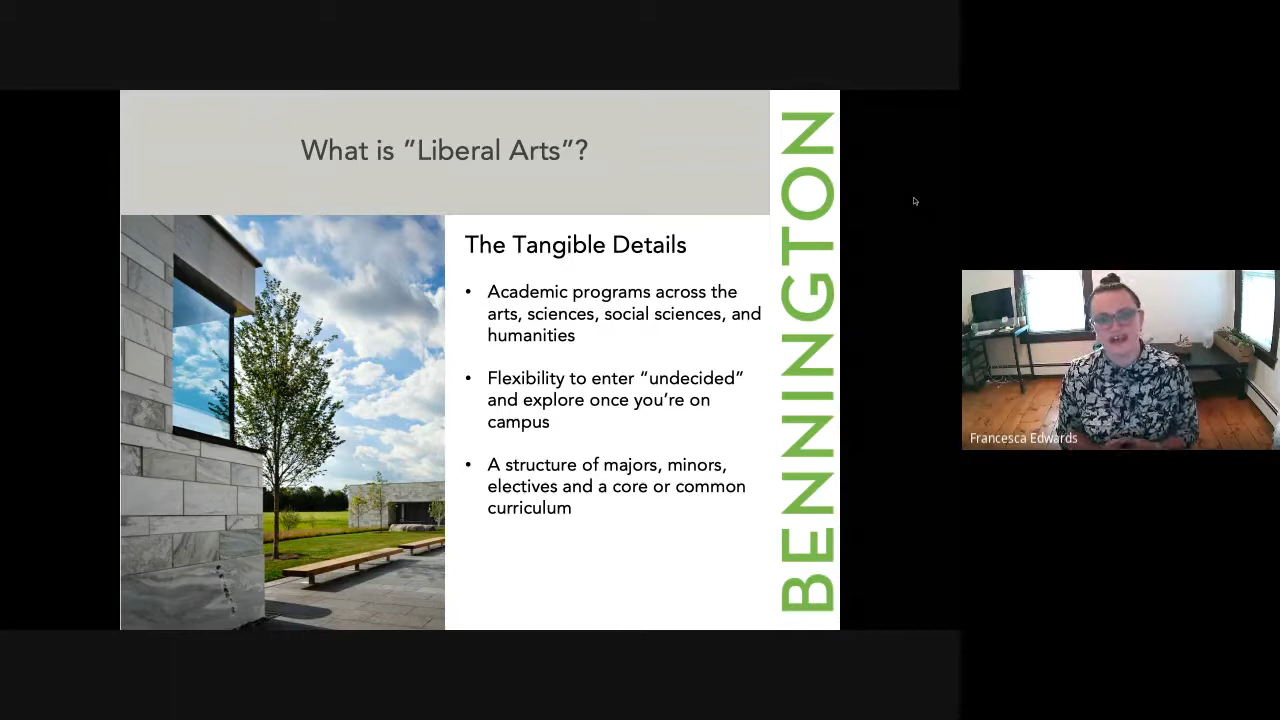 What is ”Liberal Arts”?
The Tangible Details
• Academic programs across the
arts, sciences, social sciences, and
humanities
• Flexibility to enter “undecided”
and explore once you’re on
campus
• A structure of majors, minors,
electives and a core or common
curriculum
BENNINGTON
Francesca Edwards